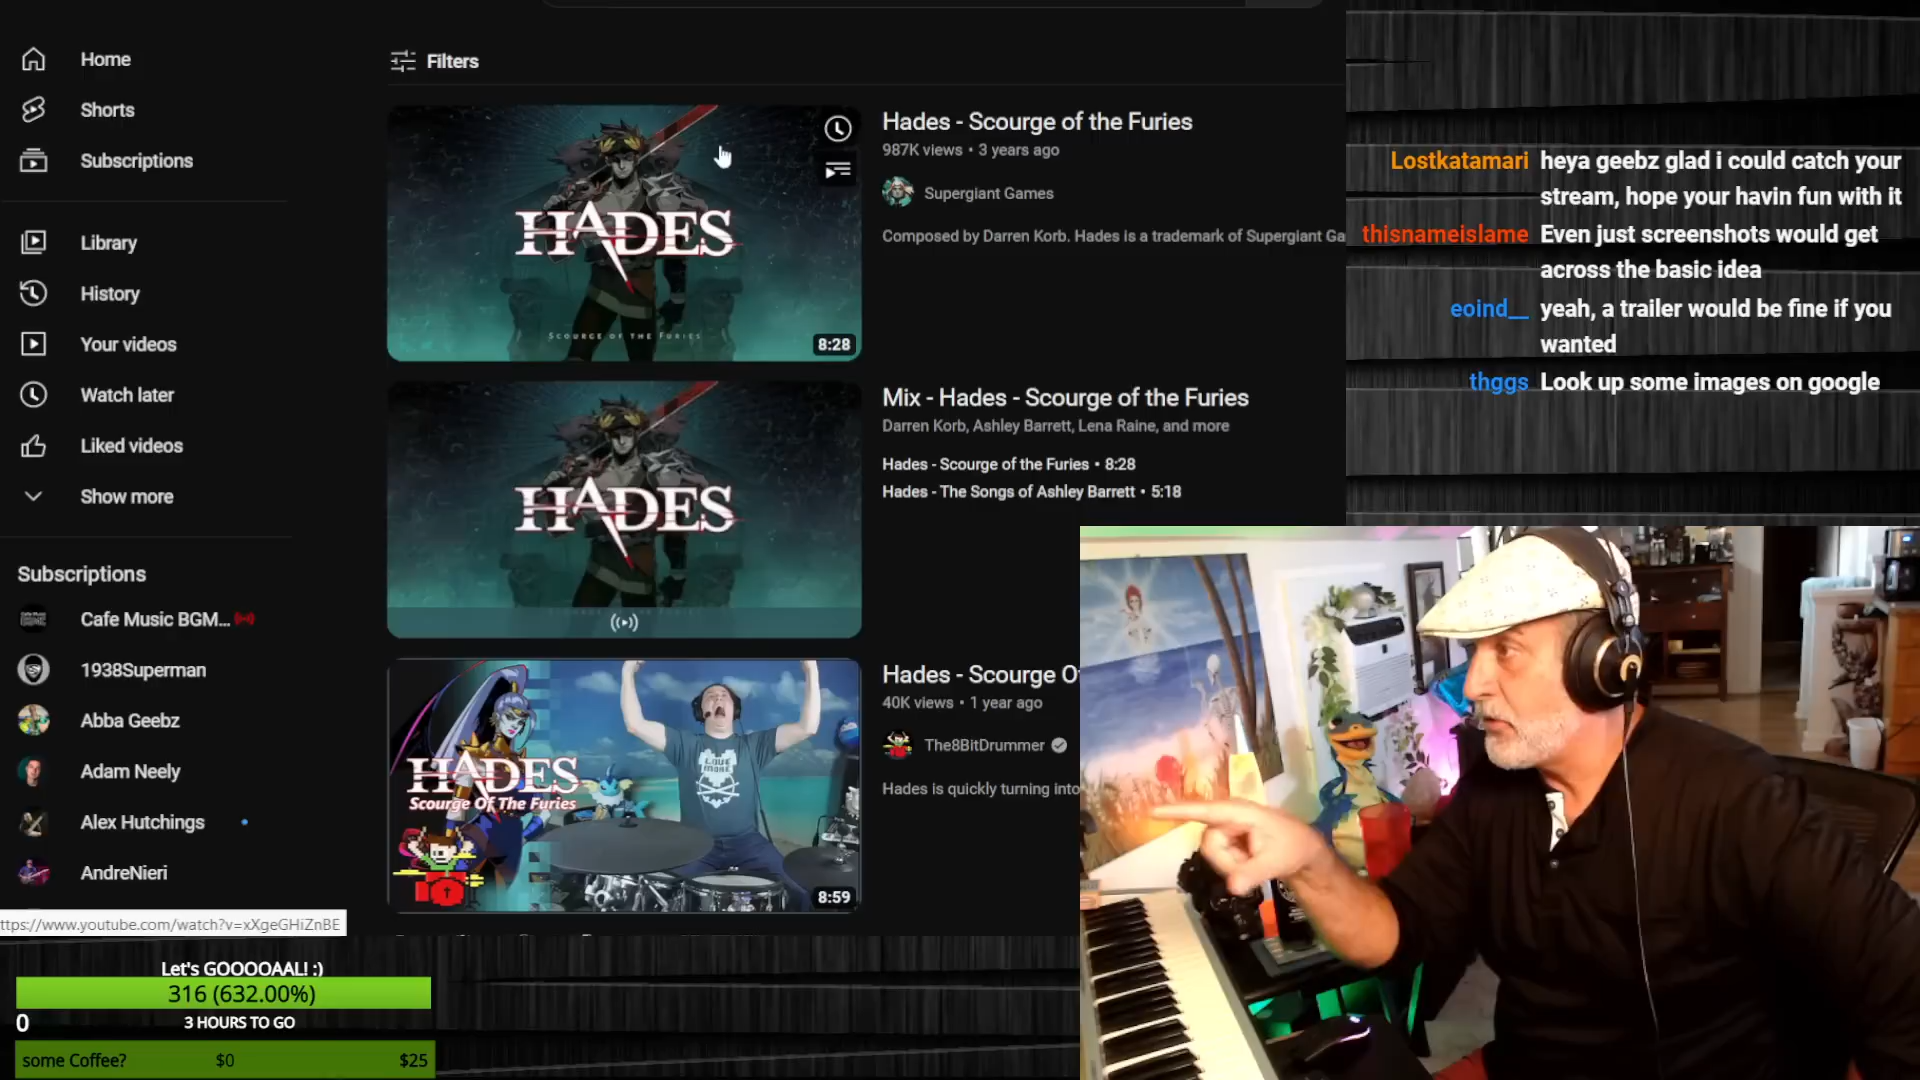 Home
Shorts
Subscriptions
Library
History
Your videos
Watch later
Liked videos
Show more
Subscriptions
Cafe Music BGM...
1938Superman
Abba Geebz
Adam Neely
Alex Hutchings
AndreNieri
ttps://www.youtube.com/watch?v=xXgeGHiZnBE
Filters
HADES
SCOURGE OF THE FURIES
8:28
Hades - Scourge of the Furies
987K views • 3 years ago
Supergiant Games
Composed by Darren Korb. Hades is a trademark of Supergiant Ga
HADES
Mix - Hades - Scourge of the Furies
Darren Korb, Ashley Barrett, Lena Raine, and more
Hades - Scourge of the Furies • 8:28
Hades - The Songs of Ashley Barrett • 5:18
HADES
Scourge Of The Furies
LOVE
MORE
8:59
Hades - Scourge O
40K views • 1 year ago
The8BitDrummer
Hades is quickly turning into
Lostkatamari heya geebz glad i could catch your
stream, hope your havin fun with it
thisnameislame Even just screenshots would get
across the basic idea
eoind__ yeah, a trailer would be fine if you
wanted
thggs Look up some images on google
Let's GOOOOAAL! :)
316 (632.00%)
0
3 HOURS TO GO
some Coffee? $0 $25